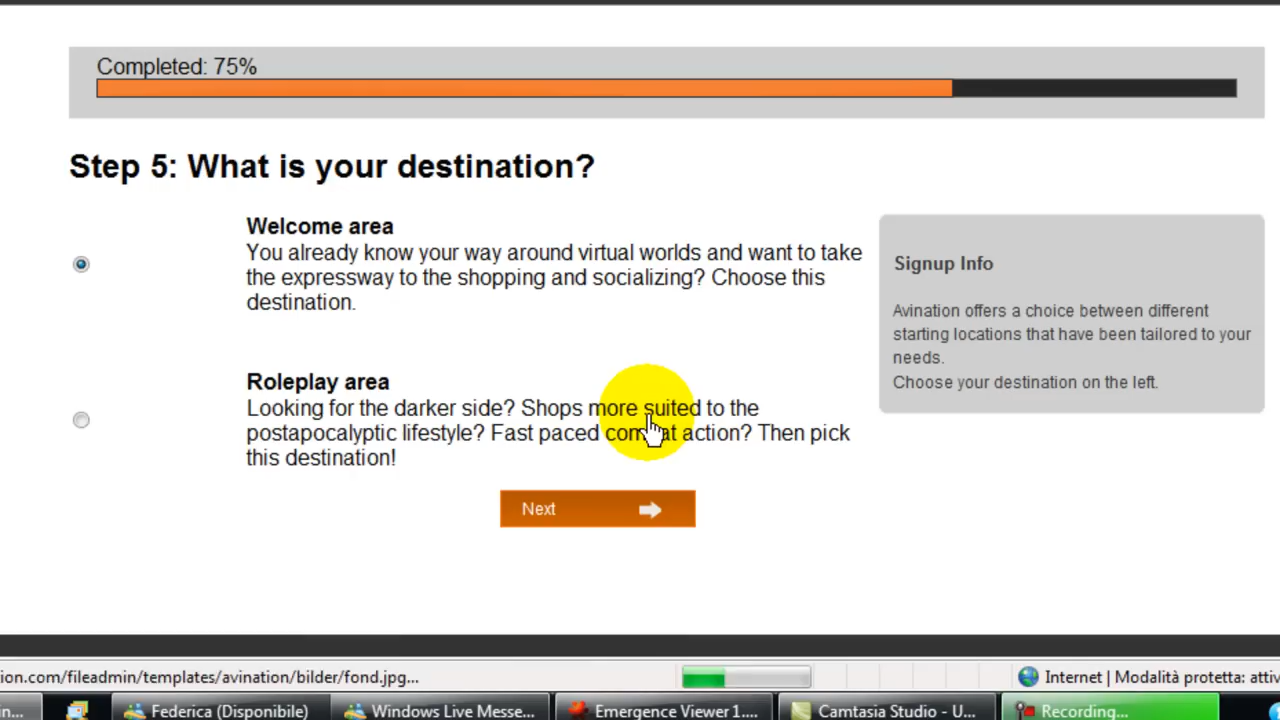 Completed: 75%
Step 5: What is your destination?
Welcome area
You already know your way around virtual worlds and want to take
the expressway to the shopping and socializing? Choose this
destination.
Roleplay area
Looking for the darker side? Shops more suited to the
postapocalyptic lifestyle? Fast paced combat action? Then pick
this destination!
Next
Signup Info
Avination offers a choice between different
starting locations that have been tailored to your
needs.
Choose your destination on the left.
ion.com/fileadmin/templates/avination/bilder/fond.jpg...
Internet | Modalità protetta: attiv
in...
Federica (Disponibile)
Windows Live Messe...
Emergence Viewer 1....
Camtasia Studio - U...
Recording...